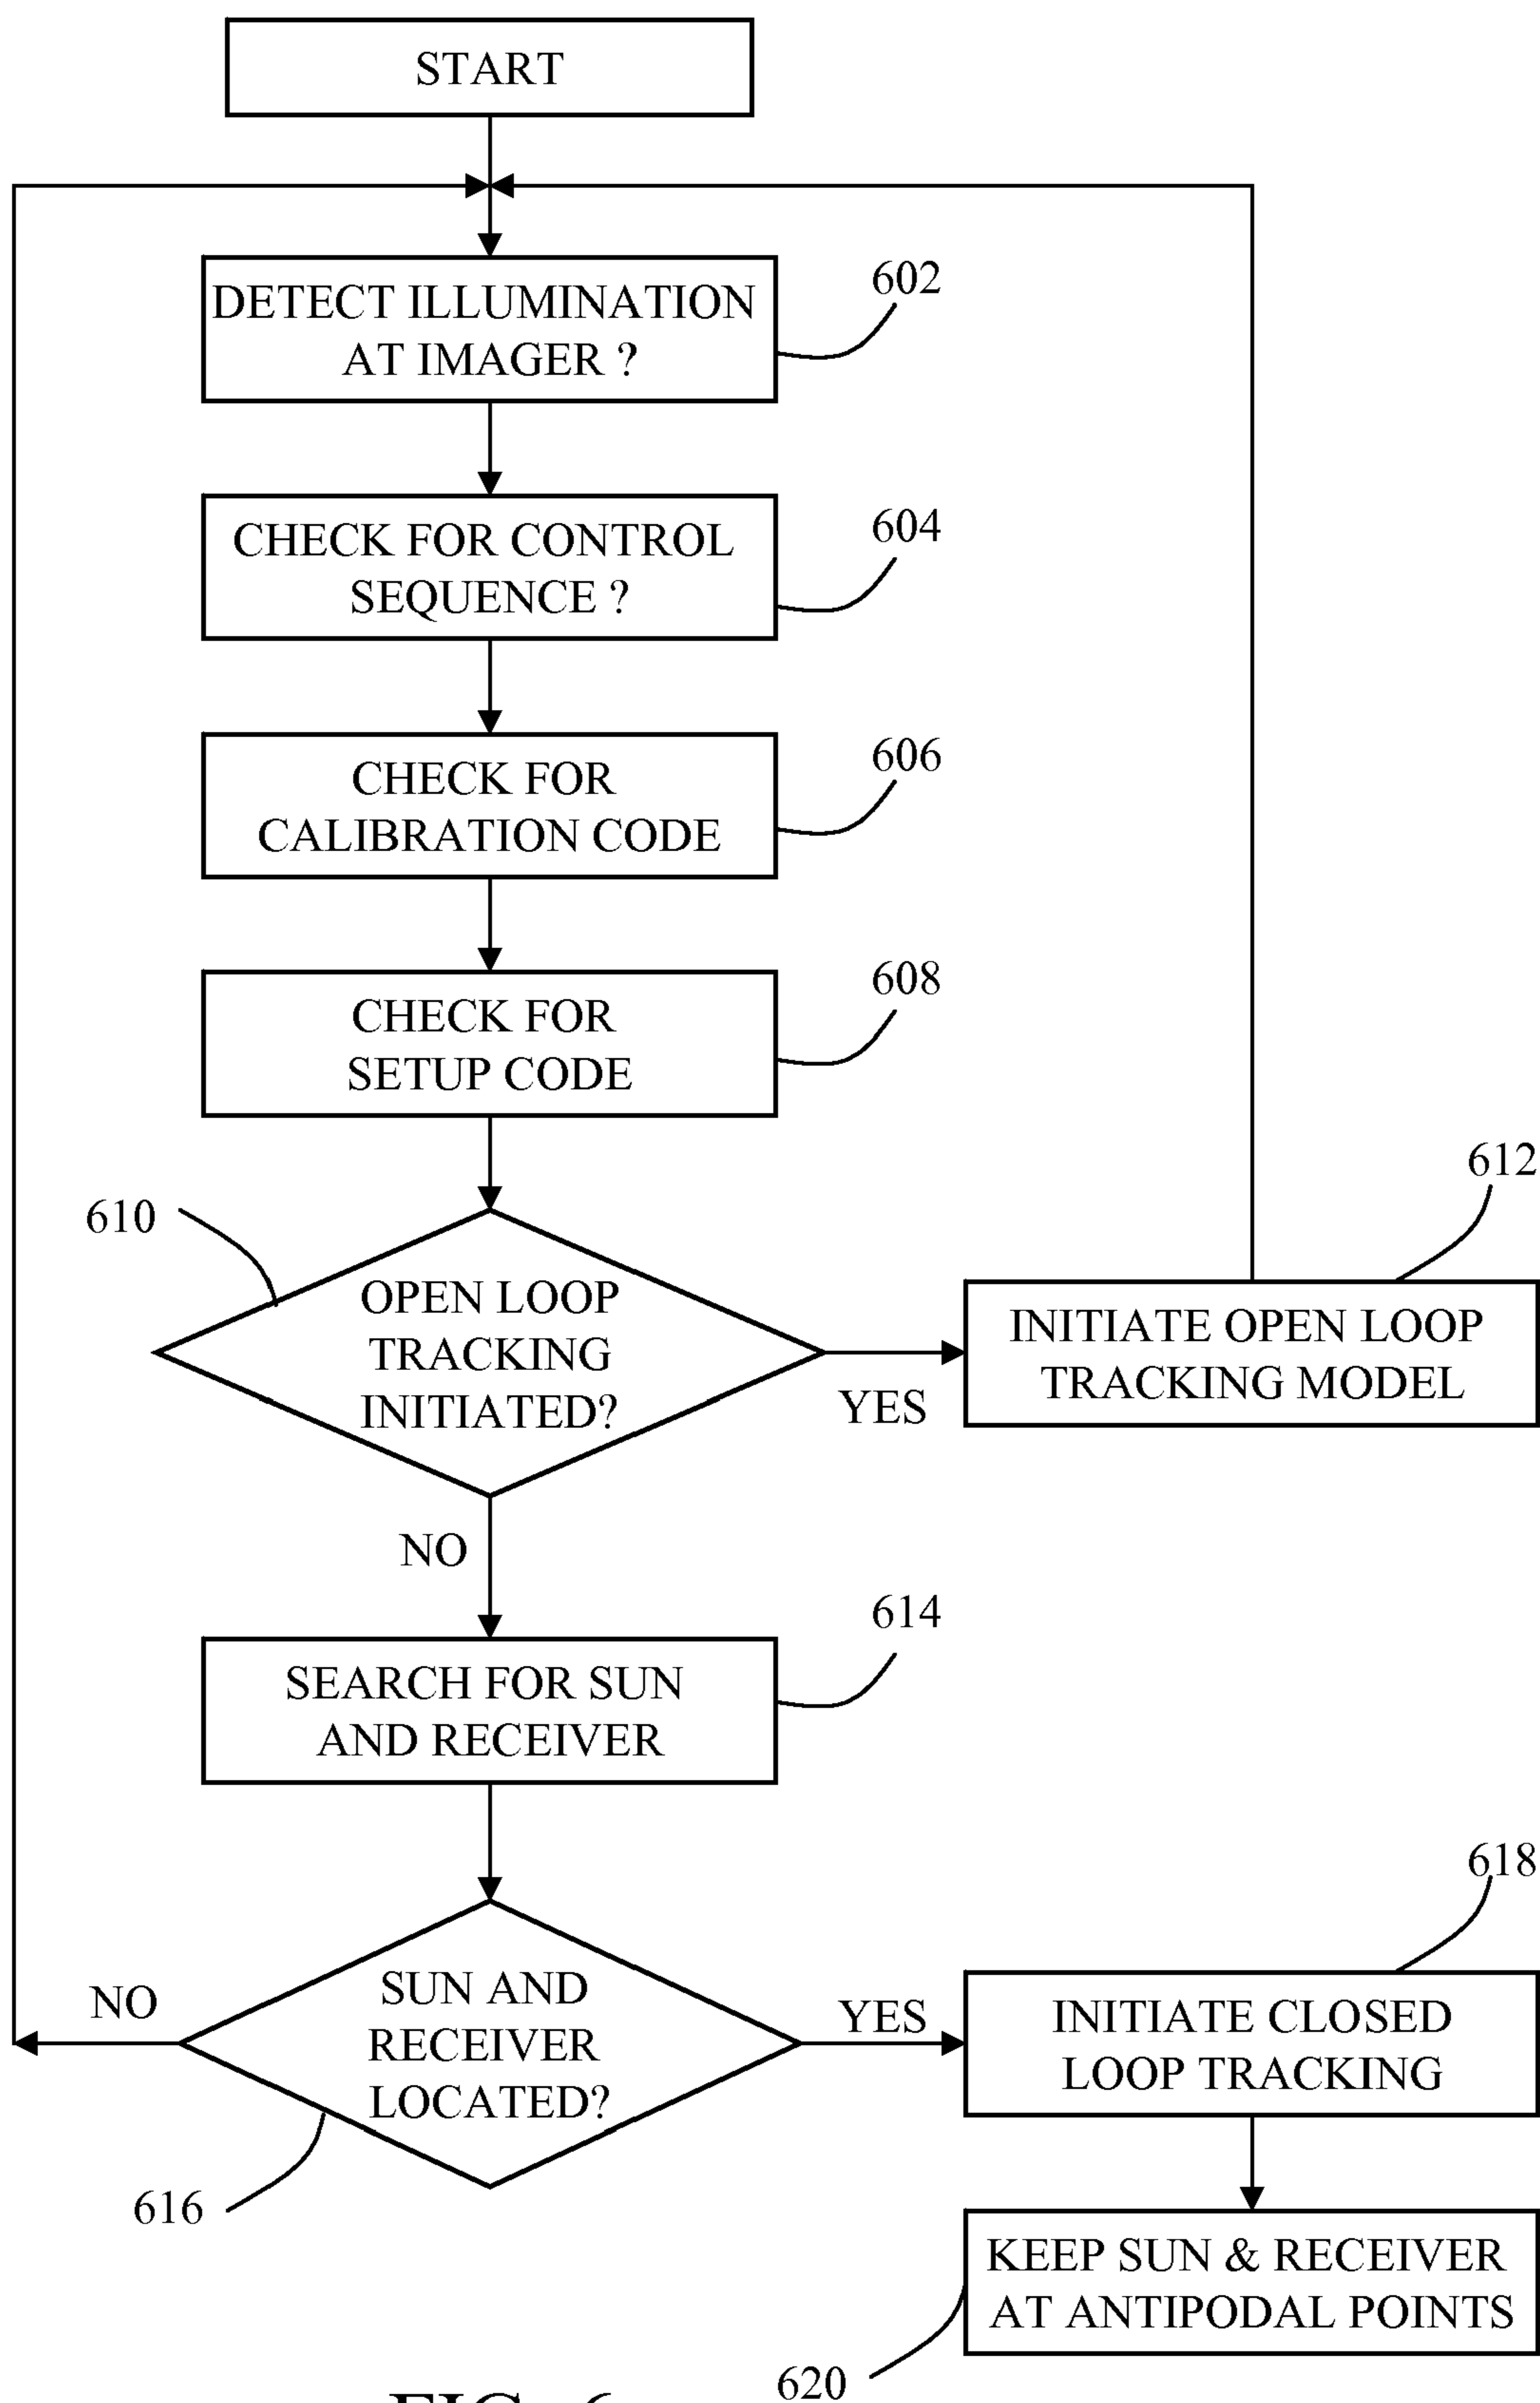 START
DETECT ILLUMINATION
AT IMAGER ?
602
CHECK FOR CONTROL
SEQUENCE ?
604
CHECK FOR
CALIBRATION CODE
606
CHECK FOR
SETUP CODE
608
610
OPEN LOOP
TRACKING
INITIATED?
YES
612
INITIATE OPEN LOOP
TRACKING MODEL
NO
614
SEARCH FOR SUN
AND RECEIVER
NO
SUN AND
RECEIVER
LOCATED?
616
YES
618
INITIATE CLOSED
LOOP TRACKING
KEEP SUN & RECEIVER
AT ANTIPODAL POINTS
620
FIG. 6